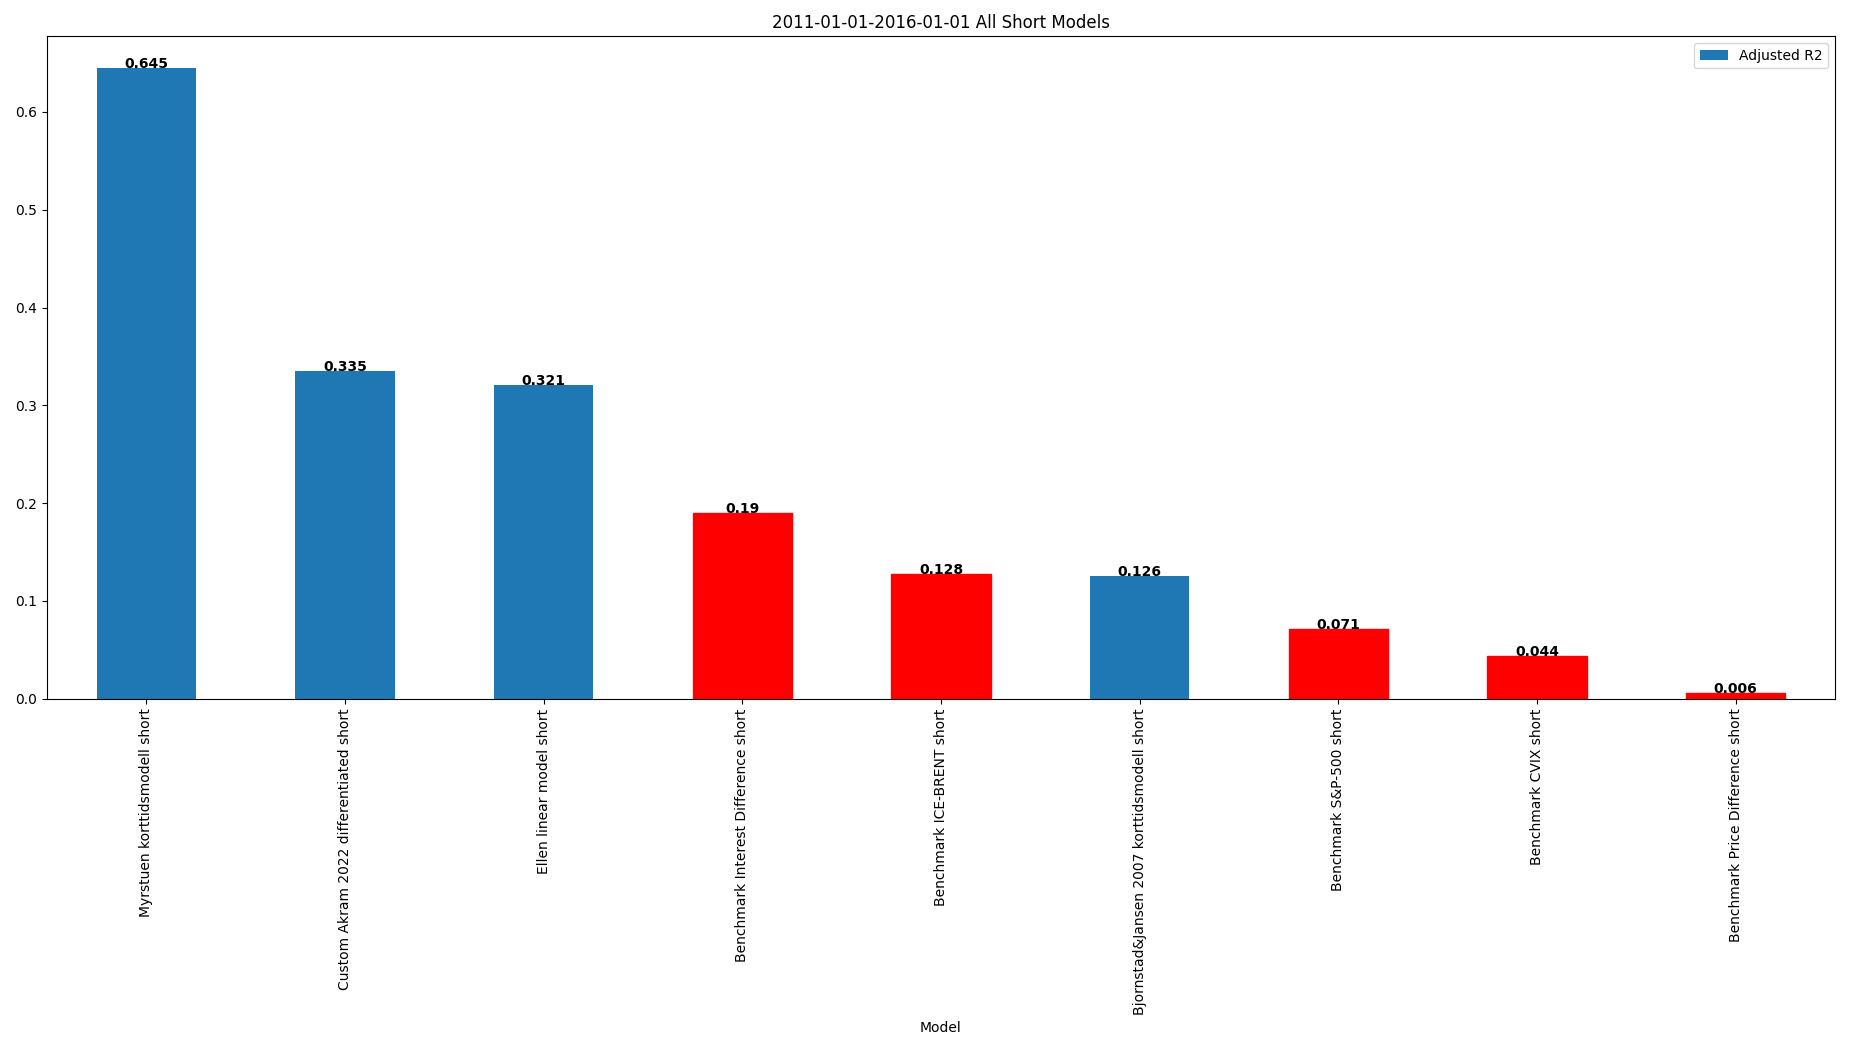 2011-01-01-2016-01-01 All Short Models
Adjusted R2
0.645
0.335
0.321
0.19
0.128
0.126
0.071
0.044
0.006
0.6
0.5
0.4
0.3
0.2
0.1
0.0
Myrstuen korttidsmodell short
Custom Akram 2022 differentiated short
Ellen linear model short
Benchmark Interest Difference short
Benchmark ICE-BRENT short
Bjornstad&Jansen 2007 korttidsmodell short
Benchmark S&P-500 short
Benchmark CVIX short
Benchmark Price Difference short
Model